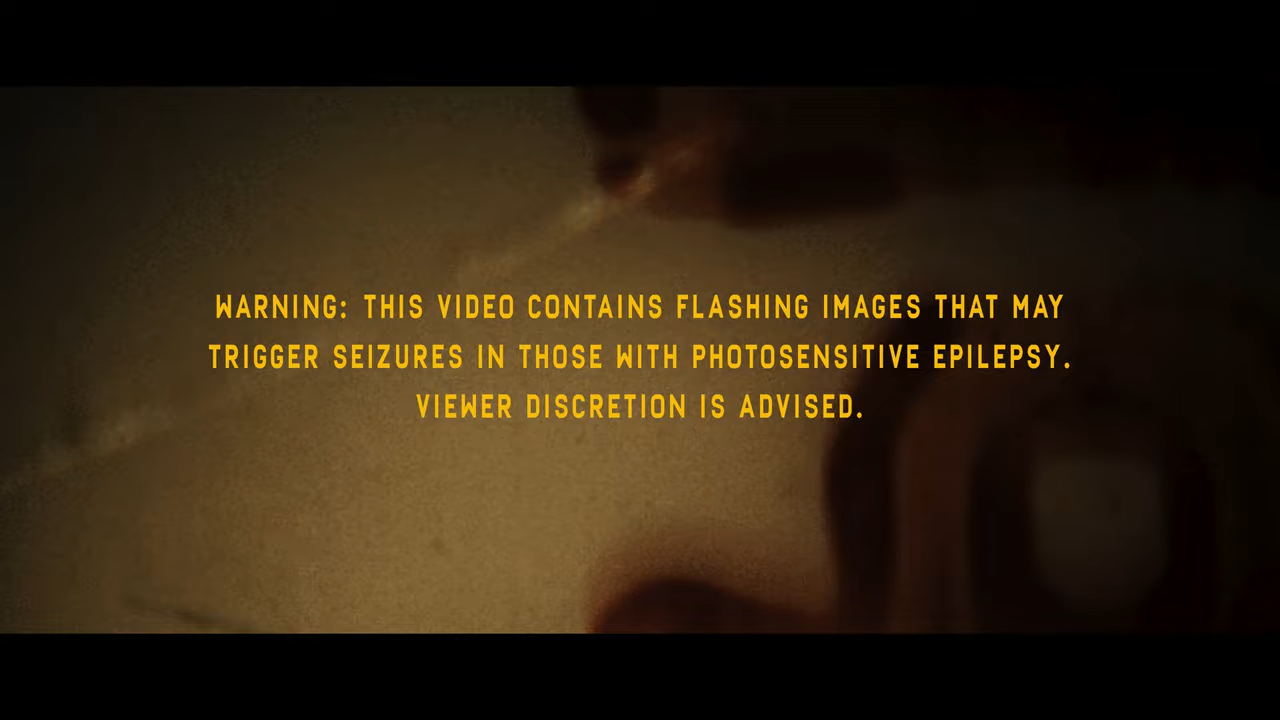 WARNING: THIS VIDEO CONTAINS FLASHING IMAGES THAT MAY
TRIGGER SEIZURES IN THOSE WITH PHOTOSENSITIVE EPILEPSY.
VIEWER DISCRETION IS ADVISED.